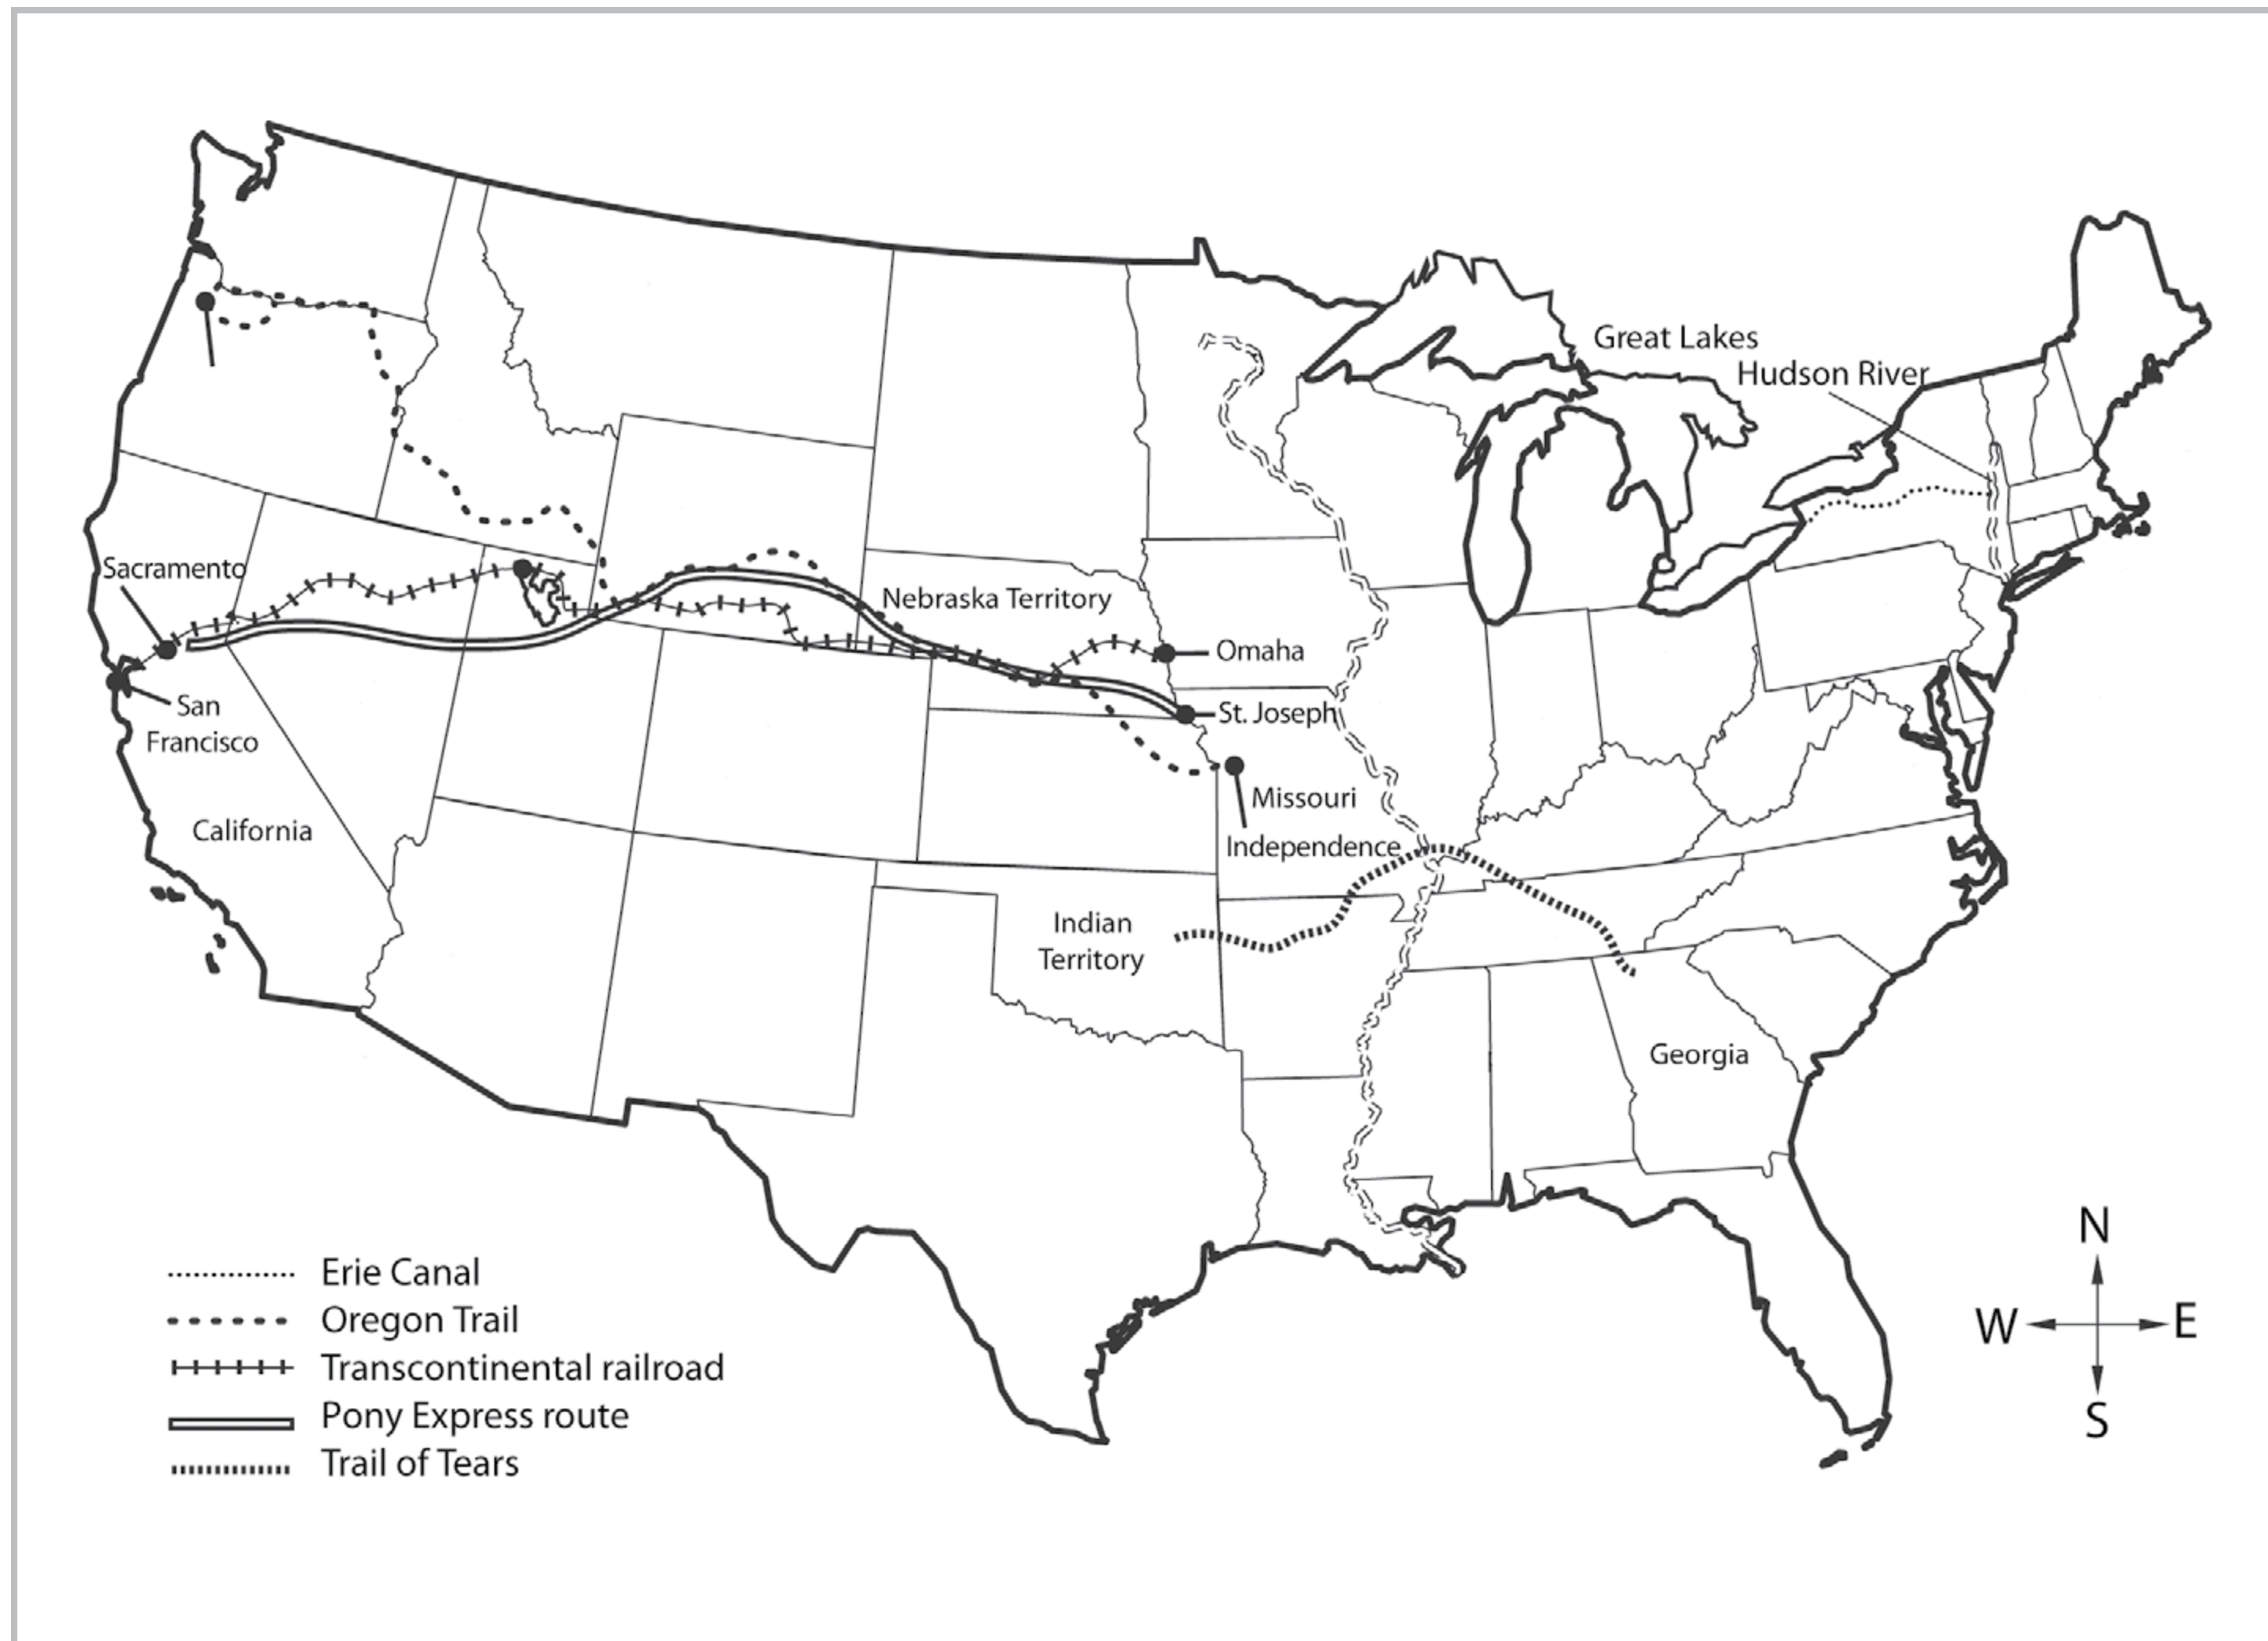 Great Lakes
Hudson River
Sacramento
Nebraska Territory
Omaha
San
Francisco
St. Joseph
Missouri
California
Independence
Indian
Territory
Georgia
Erie Canal
Oregon Trail
Transcontinental railroad
Pony Express route
Trail of Tears
N
W
E
S